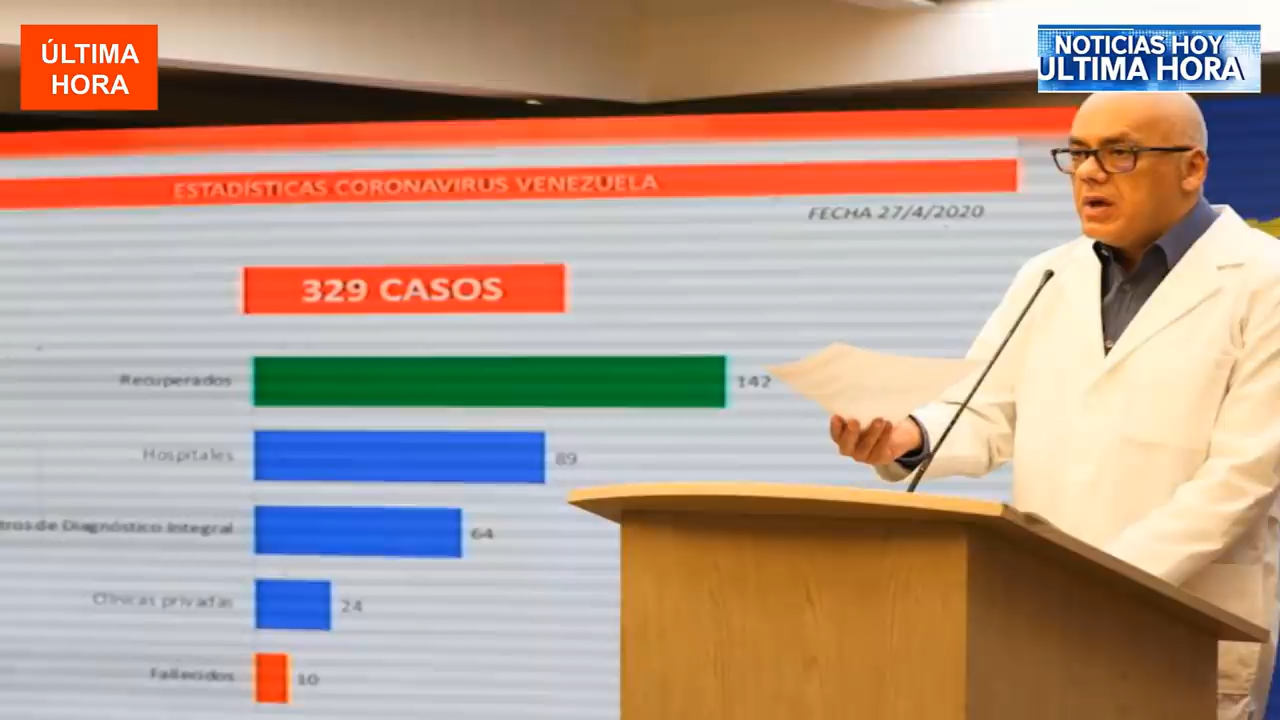 ÚLTIMA
HORA
NOTICIAS HOY
ULTIMA HORA
ESTADÍSTICAS CORONAVIRUS VENEZUELA
FECHA 27/4/2020
329 CASOS
Recuperados 142
Hospitales 89
tros de Diagnóstico Integral 64
Clínicas privadas 24
Fallecidos 10